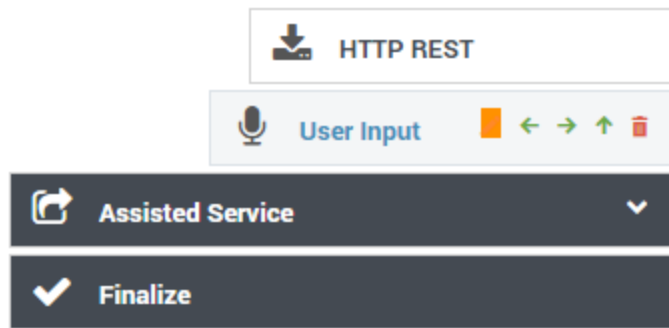 HTTP REST
User Input
Assisted Service
Finalize